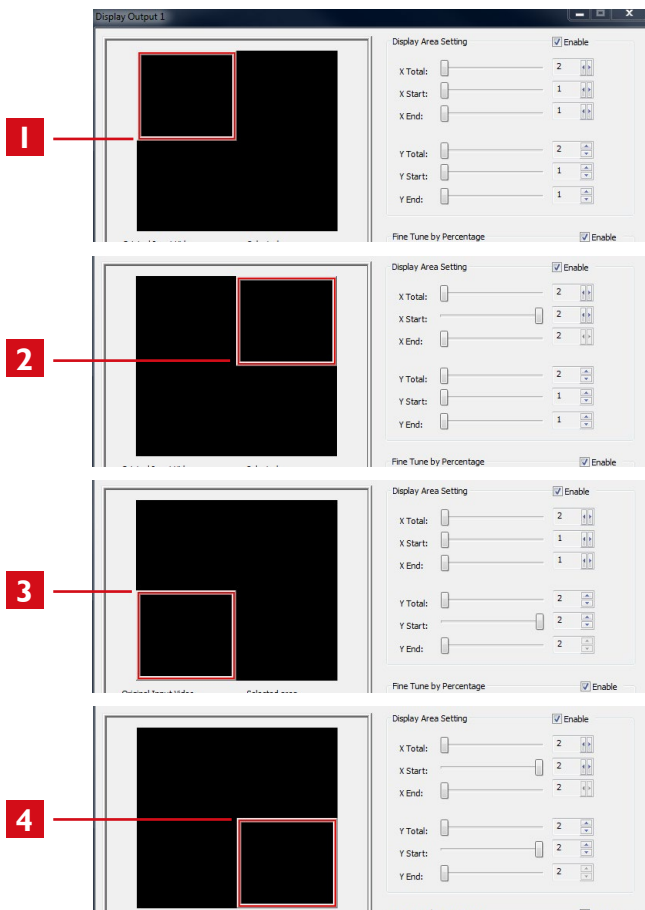 Display Output 1
Display Area Setting Enable
X Total: 2
X Start: 1
X End: 1
1
Y Total: 2
Y Start: 1
Y End: 1
Fine Tune by Percentage Enable
Display Area Setting Enable
X Total: 2
X Start: 2
X End: 2
2
Y Total: 2
Y Start: 1
Y End: 1
Fine Tune by Percentage Enable
Display Area Setting Enable
X Total: 2
X Start: 1
X End: 1
3
Y Total: 2
Y Start: 2
Y End: 2
Original Input Video Selected area Fine Tune by Percentage Enable
Display Area Setting Enable
X Total: 2
X Start: 2
X End: 2
4
Y Total: 2
Y Start: 2
Y End: 2